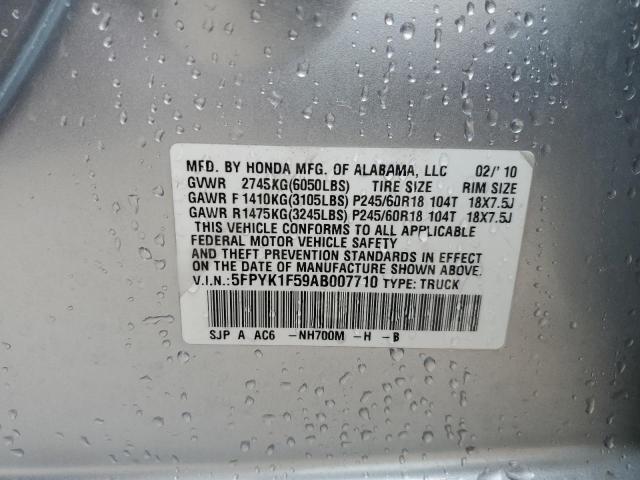 MFD. BY HONDA MFG. OF ALABAMA, LLC 02/'10
GVWR 2745KG(6050LBS) TIRE SIZE RIM SIZE
GAWR F 1410KG(3105LBS) P245/60R18 104T 18X7.5J
GAWR R 1475KG(3245LBS) P245/60R18 104T 18X7.5J
THIS VEHICLE CONFORMS TO ALL APPLICABLE
FEDERAL MOTOR VEHICLE SAFETY
AND THEFT PREVENTION STANDARDS IN EFFECT
ON THE DATE OF MANUFACTURE SHOWN ABOVE.
V.I.N.: 5FPYK1F59AB007710 TYPE: TRUCK
SJP A AC6 -NH700M -H -B